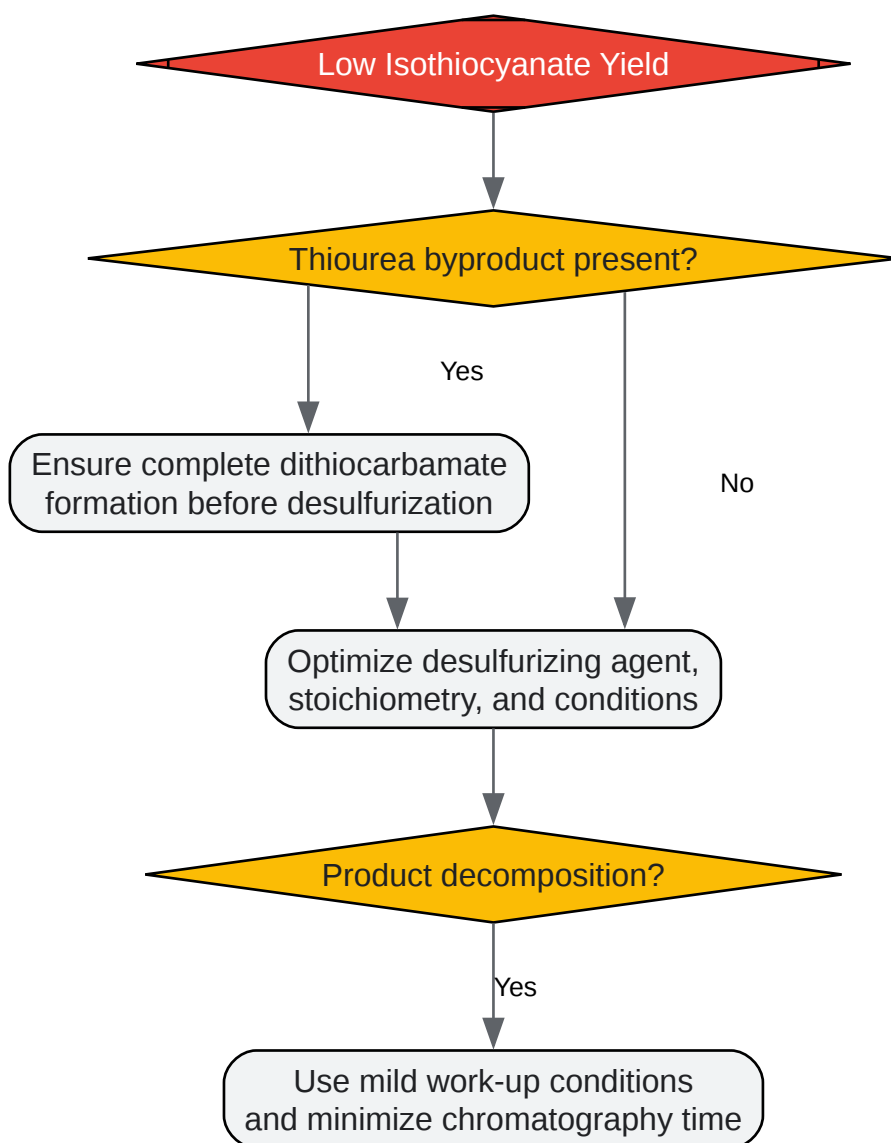 Low Isothiocyanate Yield
Thiourea byproduct present?
Yes
Ensure complete dithiocarbamate
formation before desulfurization
No
Optimize desulfurizing agent,
stoichiometry, and conditions
Product decomposition?
Yes
Use mild work-up conditions
and minimize chromatography time